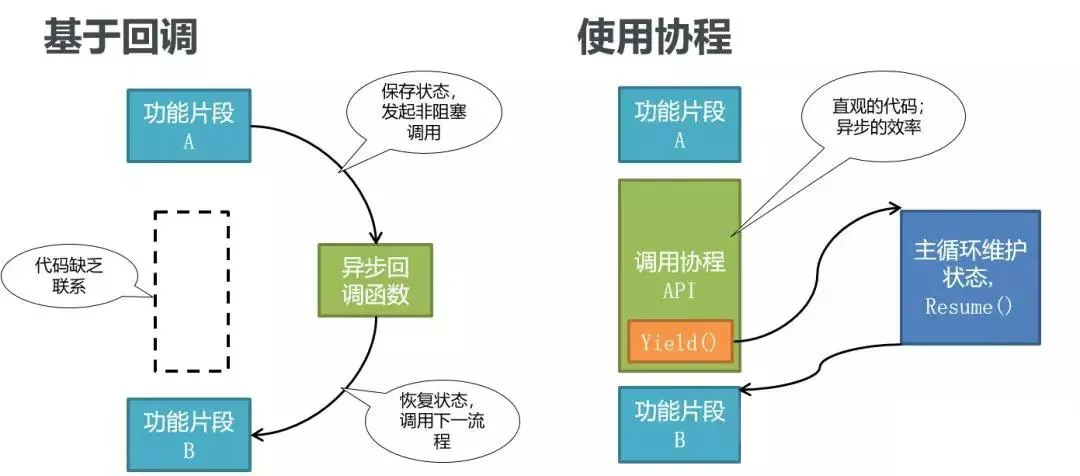 基于回调
功能片段
A
保存状态，
发起非阻塞
调用
代码缺乏
联系
异步回
调函数
恢复状态，
调用下一流
程
功能片段
B
使用协程
功能片段
A
直观的代码；
异步的效率
调用协程
API
Yield()
主循环维护
状态，
Resume()
功能片段
B